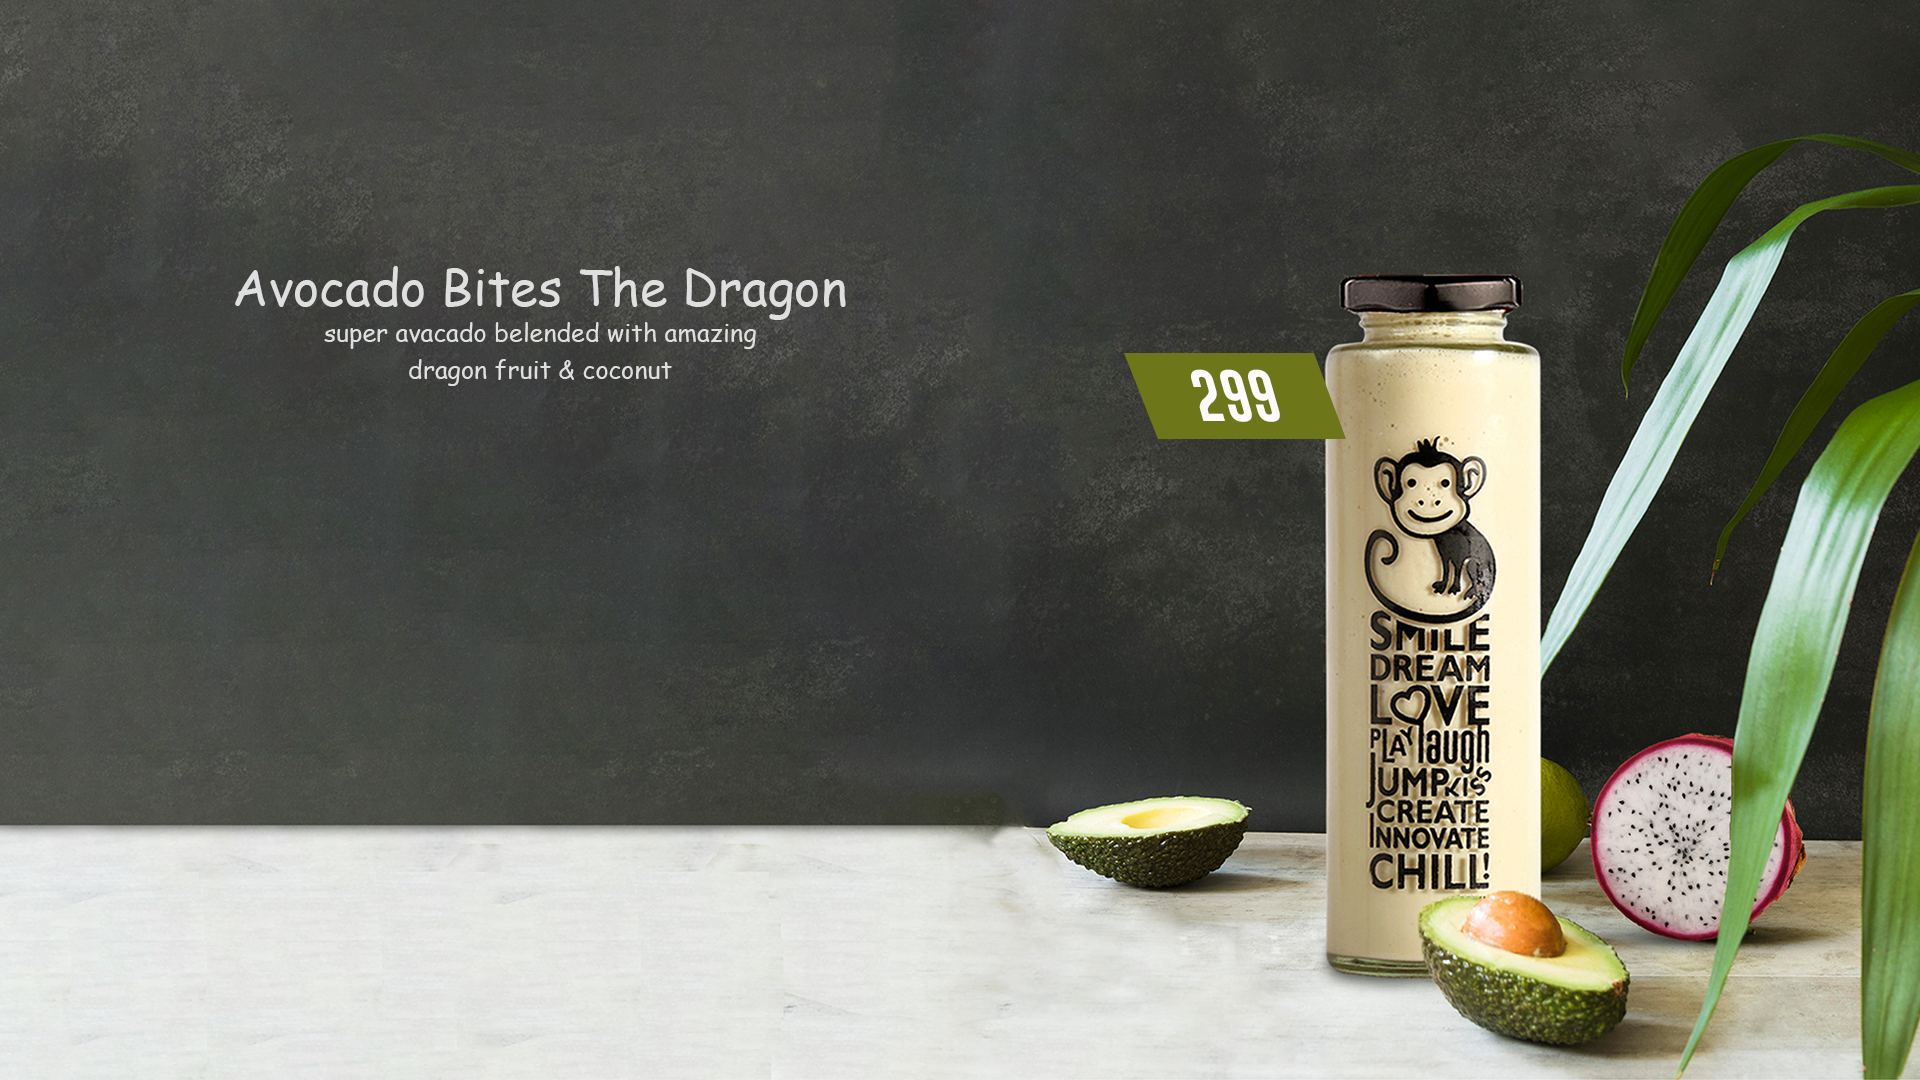 Avocado Bites The Dragon
super avacado belended with amazing
dragon fruit & coconut
299
SMILE
DREAM
LOVE
PLAY laugh
JUMP KISS
CREATE
INNOVATE
CHILL!